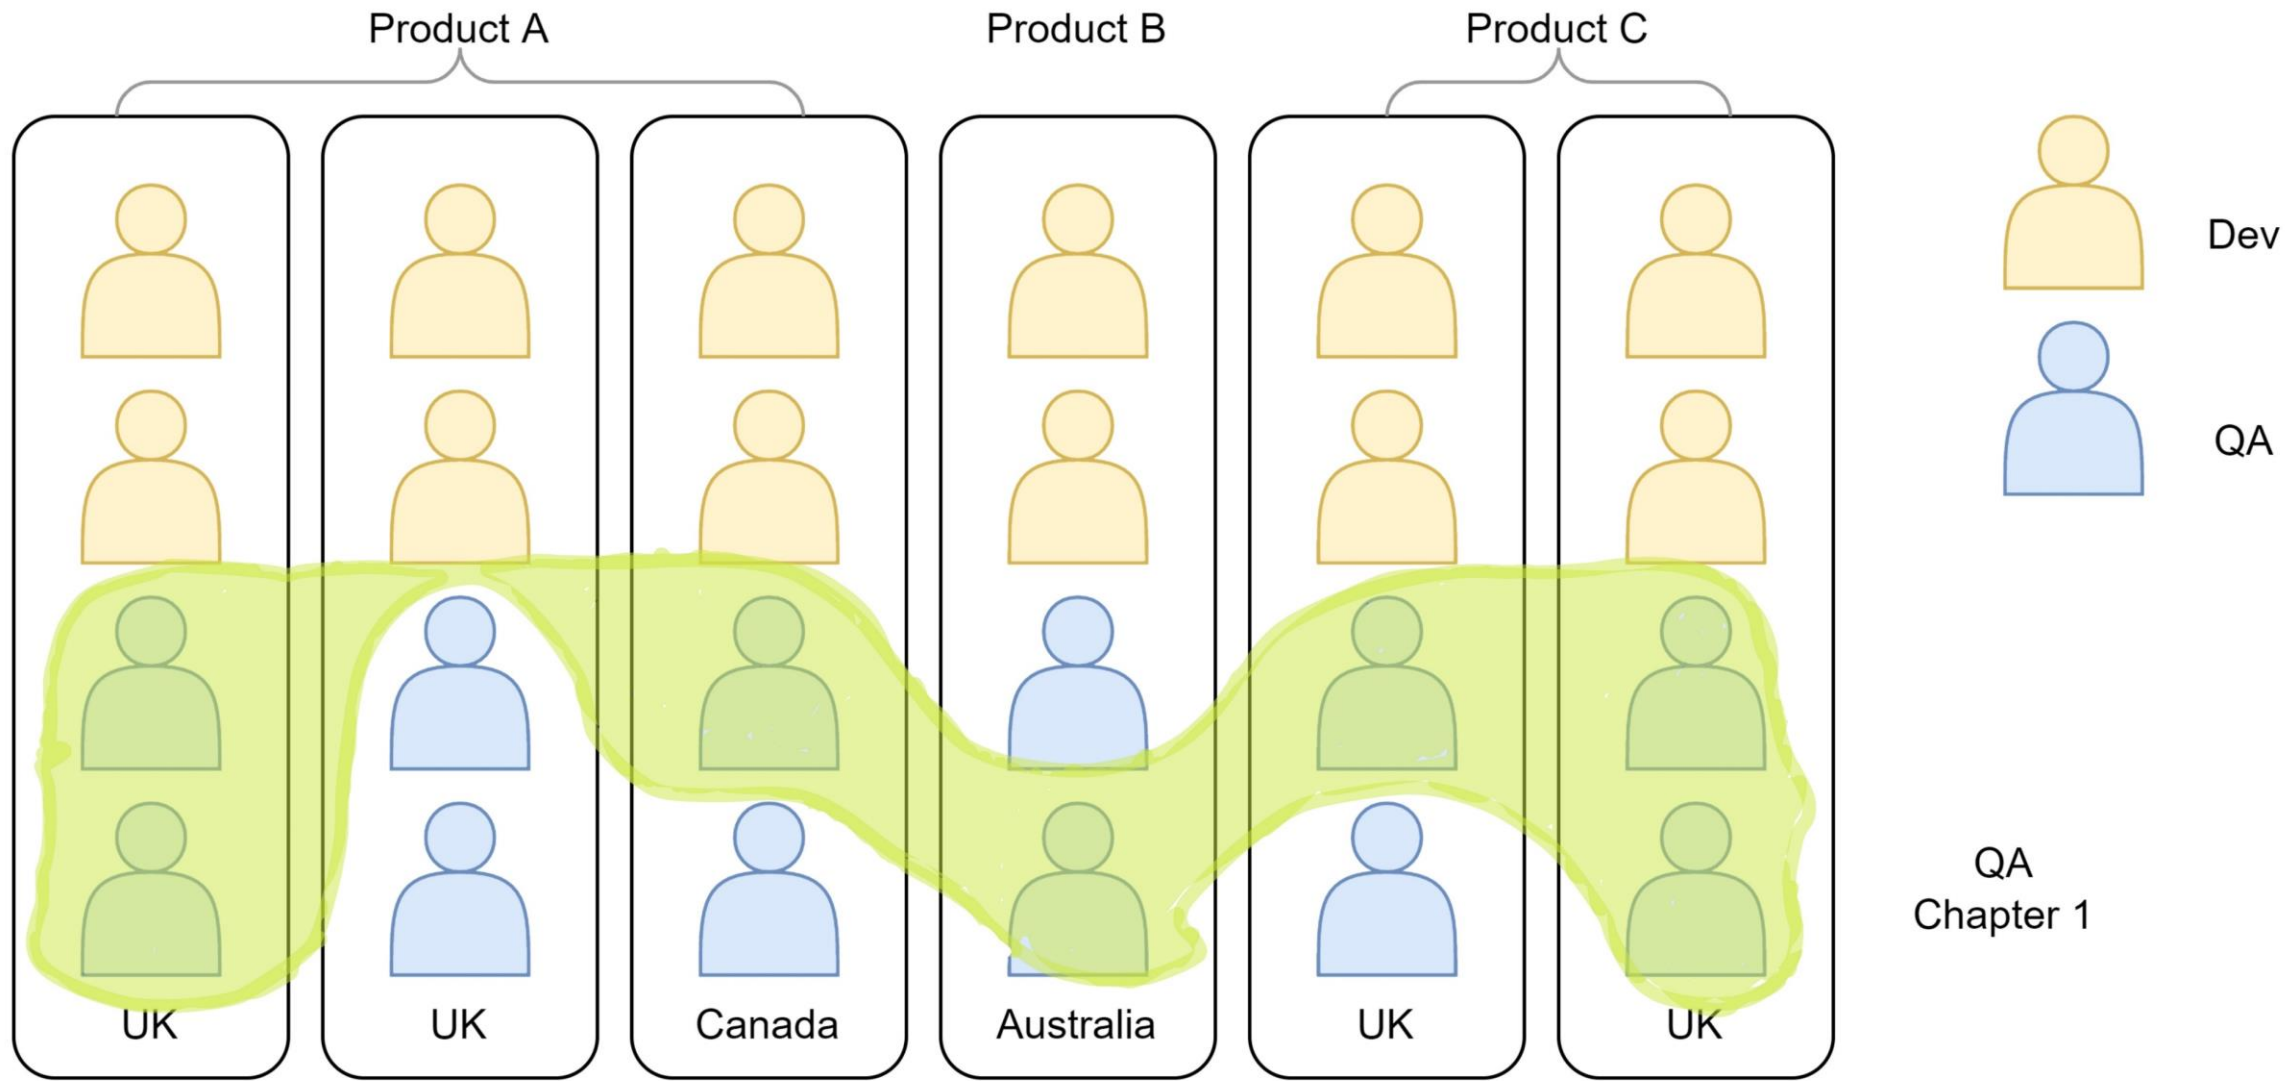 Product A
Product B
Product C
Dev
QA
QA
Chapter 1
UK
UK
Canada
Australia
UK
UK